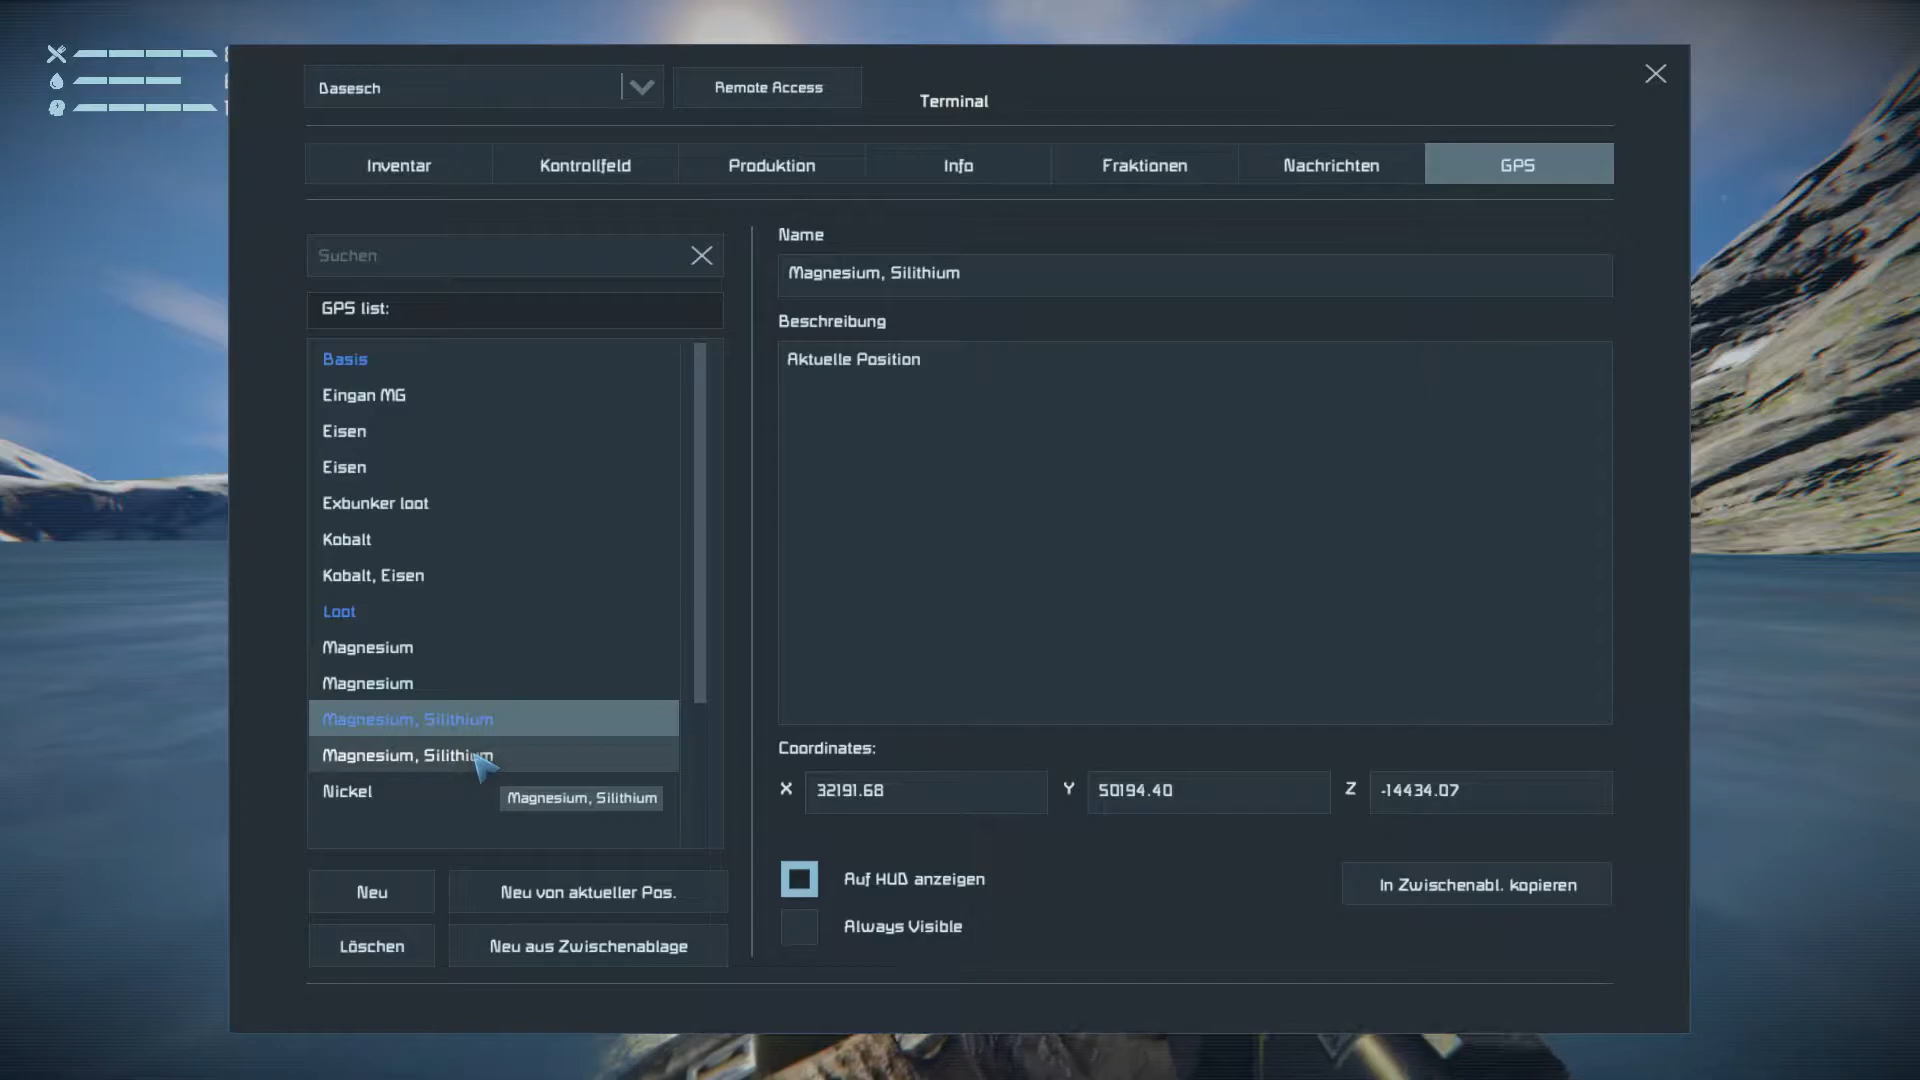 Dasesch
Remote Access
Terminal
Inventar
Kontrollfeld
Produktion
Info
Fraktionen
Nachrichten
GPS
Suchen
GPS list:
Basis
Eingan MG
Eisen
Eisen
Exbunker loot
Kobalt
Kobalt, Eisen
Loot
Magnesium
Magnesium
Magnesium, Silithium
Magnesium, Silithium
Nickel
Magnesium, Silithium
Neu
Neu von aktueller Pos.
Löschen
Neu aus Zwischenablage
Name
Magnesium, Silithium
Beschreibung
Aktuelle Position
Coordinates:
X 32191.68 Y 50194.40 Z -14434.07
Auf HUD anzeigen
In Zwischenabl. kopieren
Always Visible